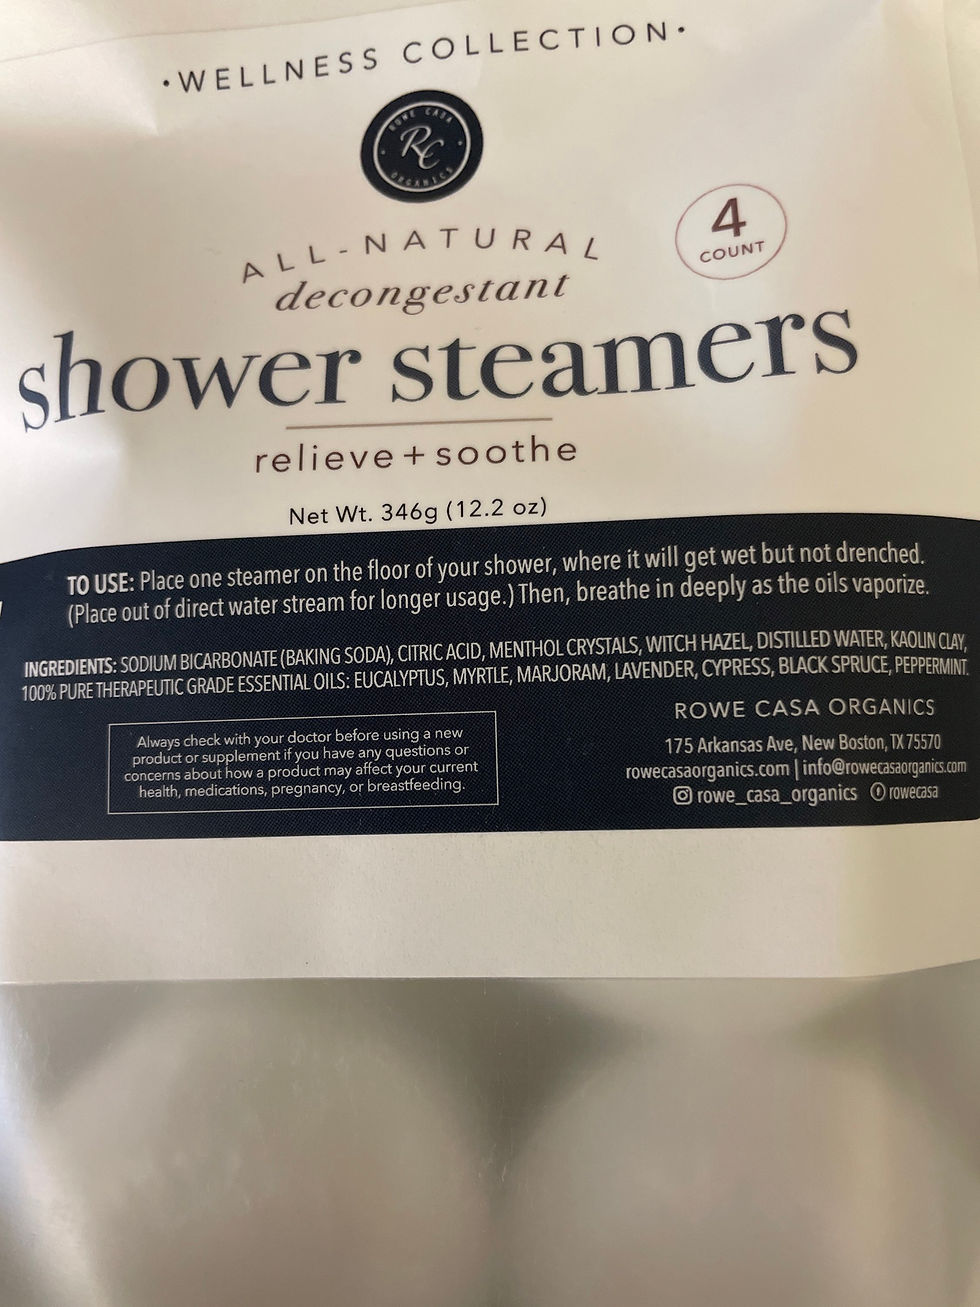 ·WELLNESS COLLECTION·
ROWE CASA
RC
ORGANICS
ALL-NATURAL
4
COUNT
decongestant
shower steamers
relieve + soothe
Net Wt. 346g (12.2 oz)
TO USE: Place one steamer on the floor of your shower, where it will get wet but not drenched.
(Place out of direct water stream for longer usage.) Then, breathe in deeply as the oils vaporize.
INGREDIENTS: SODIUM BICARBONATE (BAKING SODA), CITRIC ACID, MENTHOL CRYSTALS, WITCH HAZEL, DISTILLED WATER, KAOLIN CLAY,
100% PURE THERAPEUTIC GRADE ESSENTIAL OILS: EUCALYPTUS, MYRTLE, MARJORAM, LAVENDER, CYPRESS, BLACK SPRUCE, PEPPERMINT.
Always check with your doctor before using a new
product or supplement if you have any questions or
concerns about how a product may affect your current
health, medications, pregnancy, or breastfeeding.
ROWE CASA ORGANICS
175 Arkansas Ave, New Boston, TX 75570
rowecasaorganics.com | info@rowecasaorganics.com
rowe_casa_organics rowecasa